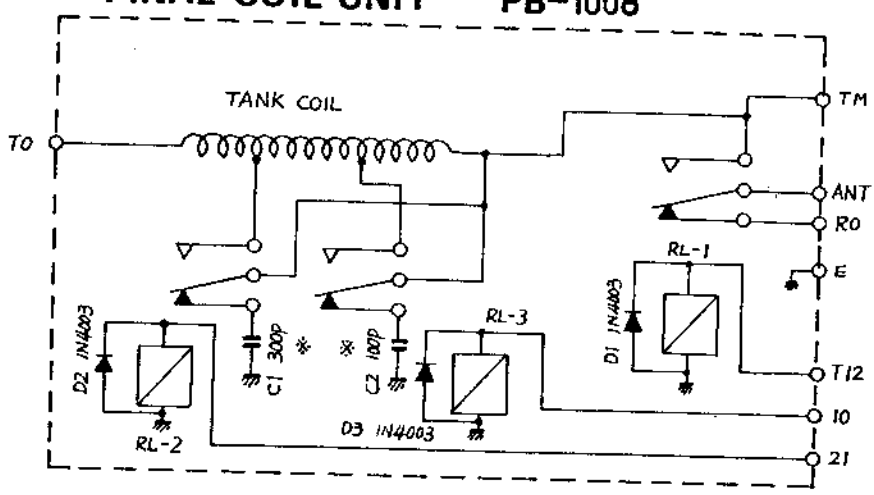 FINAL COIL UNIT PB-1008
TANK COIL
TO
TM
ANT
RO
RL-1
E
D1 1N4003
T12
RL-3
C1 300P ※
※ C2 100P
D2 1N4003
RL-2
D3 1N4003
10
21